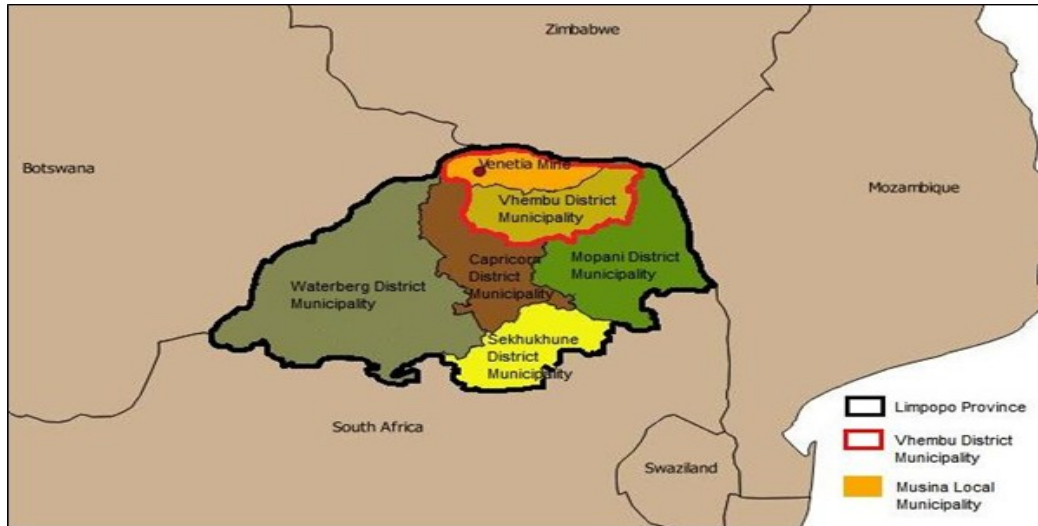 Zimbabwe
Botswana
Venetia Mine
Mozambique
Vhembu District
Municipality
Capricora
District
Municipality
Mopani District
Municipality
Waterberg District
Municipality
Sekhukhune
District
Municipality
South Africa
Swaziland
Limpopo Province
Vhembu District
Municipality
Musina Local
Municipality